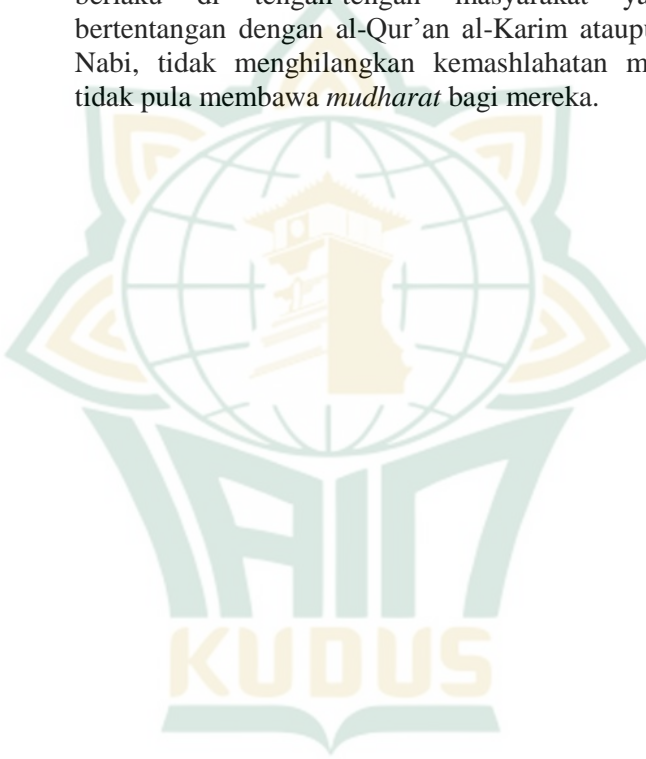 berlaku di tengah-tengah masyarakat
bertentangan dengan al-Qur'an al-Karim
Nabi, tidak menghilangkan kemashlahatan
tidak pula membawa mudharat bagi mereka.
IAIN
KUDUS